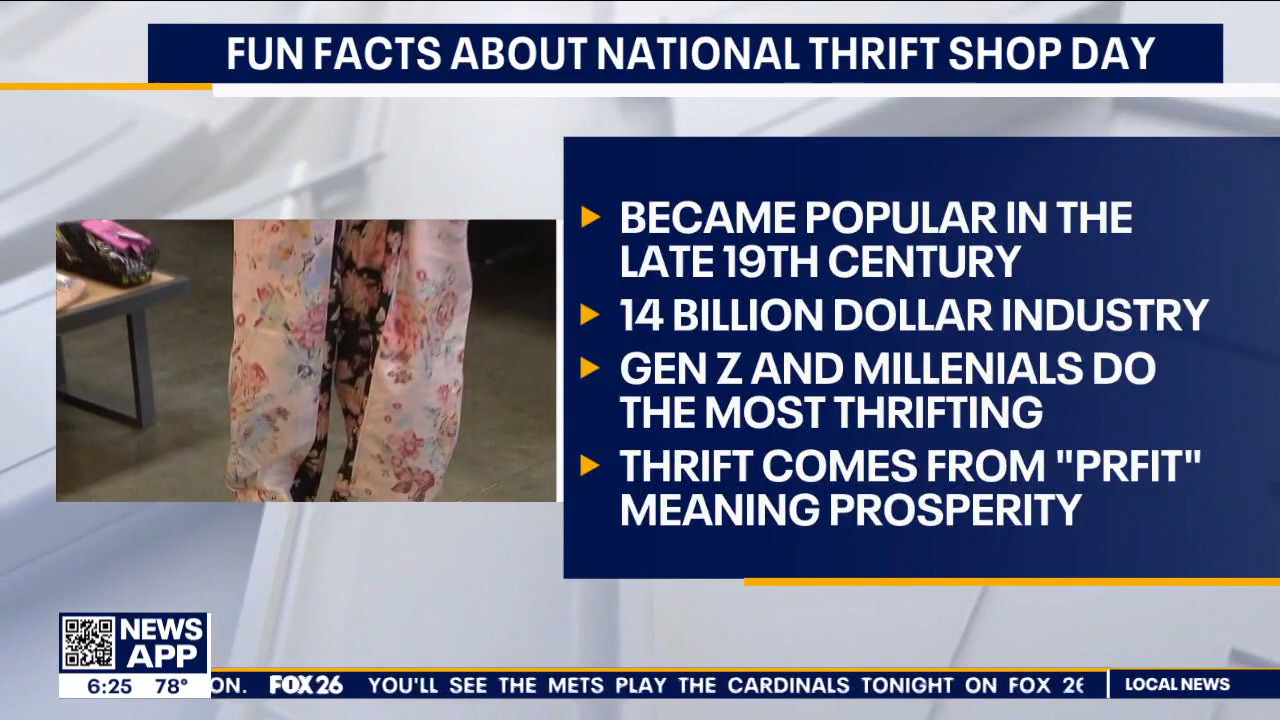 FUN FACTS ABOUT NATIONAL THRIFT SHOP DAY
BECAME POPULAR IN THE
LATE 19TH CENTURY
14 BILLION DOLLAR INDUSTRY
GEN Z AND MILLENIALS DO
THE MOST THRIFTING
THRIFT COMES FROM "PRFIT"
MEANING PROSPERITY
NEWS
APP
6:25 78° ON. FOX 26 YOU'LL SEE THE METS PLAY THE CARDINALS TONIGHT ON FOX 26 LOCAL NEWS